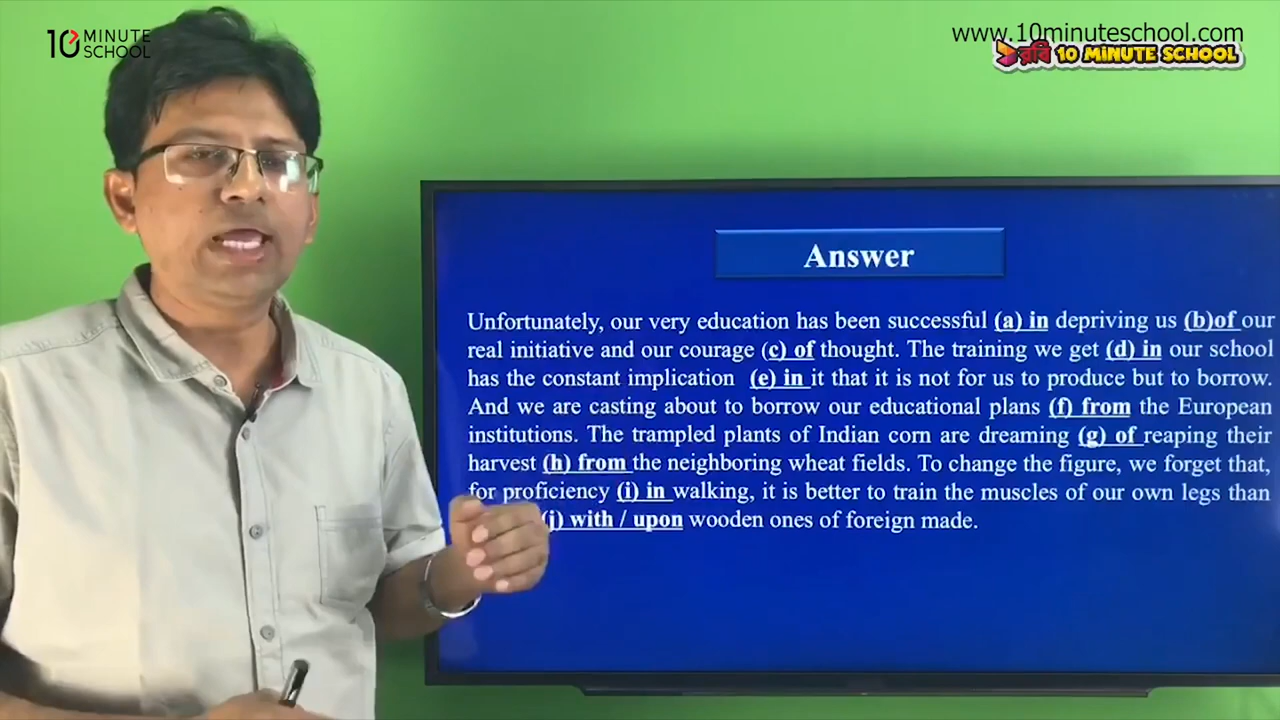 10 MINUTE SCHOOL
www.10minuteschool.com
রবি 10 MINUTE SCHOOL
Answer
Unfortunately, our very education has been successful (a) in depriving us (b)of our
real initiative and our courage (c) of thought. The training we get (d) in our school
has the constant implication (e) in it that it is not for us to produce but to borrow.
And we are casting about to borrow our educational plans (f) from the European
institutions. The trampled plants of Indian corn are dreaming (g) of reaping their
harvest (h) from the neighboring wheat fields. To change the figure, we forget that,
for proficiency (i) in walking, it is better to train the muscles of our own legs than
(j) with / upon wooden ones of foreign made.